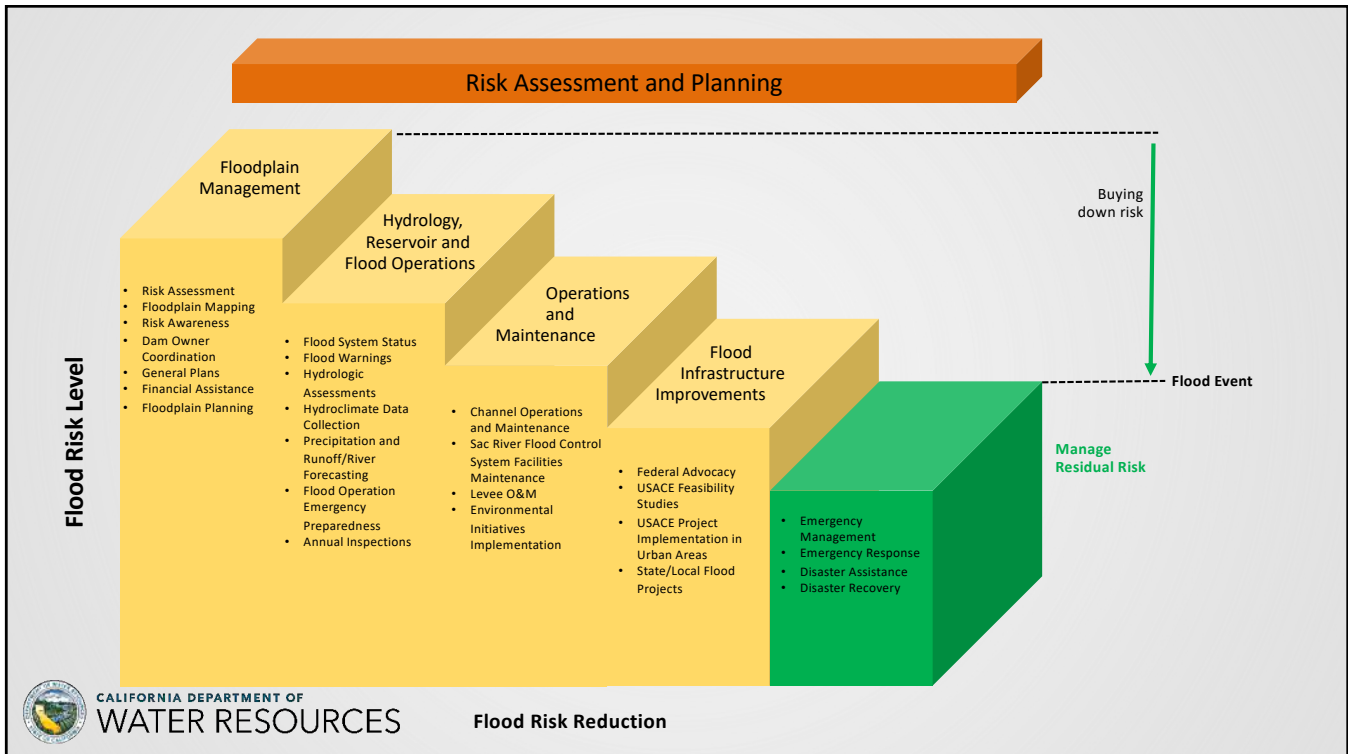 Risk Assessment and Planning
Floodplain
Management
• Risk Assessment
• Floodplain Mapping
• Risk Awareness
• Dam Owner
Coordination
• General Plans
• Financial Assistance
• Floodplain Planning
Hydrology,
Reservoir and
Flood Operations
• Flood System Status
• Flood Warnings
• Hydrologic
Assessments
• Hydroclimate Data
Collection
• Precipitation and
Runoff/River
Forecasting
• Flood Operation
Emergency
Preparedness
• Annual Inspections
Operations
and
Maintenance
• Channel Operations
and Maintenance
• Sac River Flood Control
System Facilities
Maintenance
• Levee O&M
• Environmental
Initiatives
Implementation
Flood
Infrastructure
Improvements
• Federal Advocacy
• USACE Feasibility
Studies
• USACE Project
Implementation in
Urban Areas
• State/Local Flood
Projects
• Emergency
Management
• Emergency Response
• Disaster Assistance
• Disaster Recovery
Buying
down risk
Flood Event
Manage
Residual Risk
Flood Risk Level
CALIFORNIA DEPARTMENT OF
WATER RESOURCES
Flood Risk Reduction